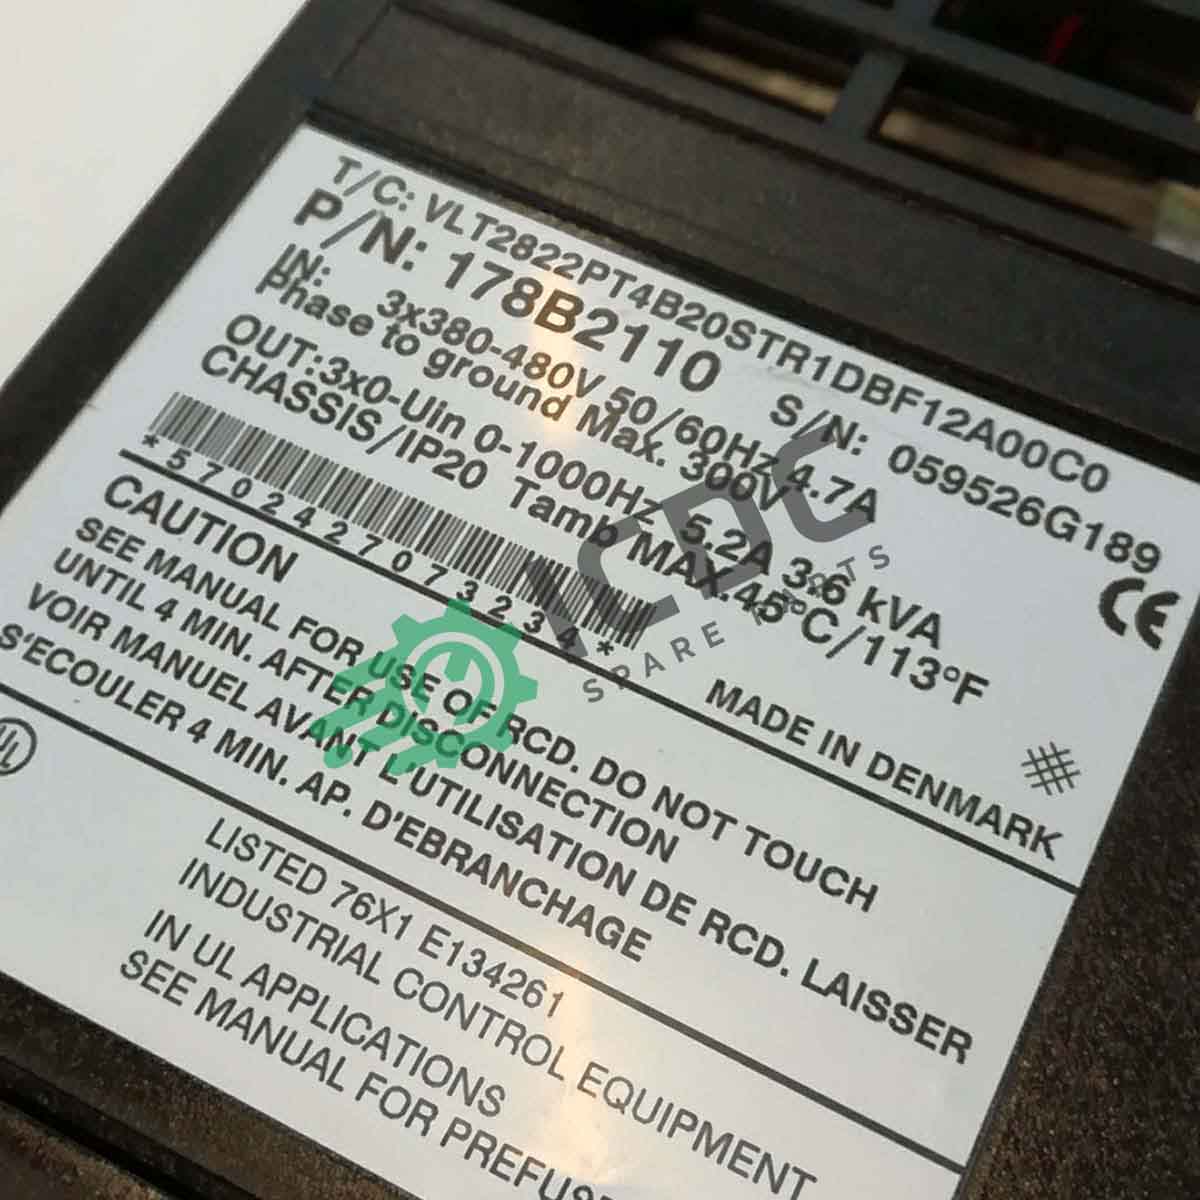 T/C: VLT2822PT4B20STR1DBF12A00C0
P/N: 178B2110 S/N: 059526G189
IN: 3x380-480V 50/60Hz 4.7A
Phase to ground Max. 300V
OUT:3x0-Uin 0-1000Hz 5.2A 3.6 kVA
CHASSIS/IP20 Tamb MAX.45°C/113°F
*5702427073234*
CE
MADE IN DENMARK
CAUTION
SEE MANUAL FOR USE OF RCD. DO NOT TOUCH
UNTIL 4 MIN. AFTER DISCONNECTION
VOIR MANUEL AVANT L'UTILISATION DE RCD. LAISSER
S'ECOULER 4 MIN. AP. D'EBRANCHAGE
UL
LISTED 76X1 E134261
INDUSTRIAL CONTROL EQUIPMENT
IN UL APPLICATIONS
SEE MANUAL FOR PREFUS
ICDC
SPARE PARTS